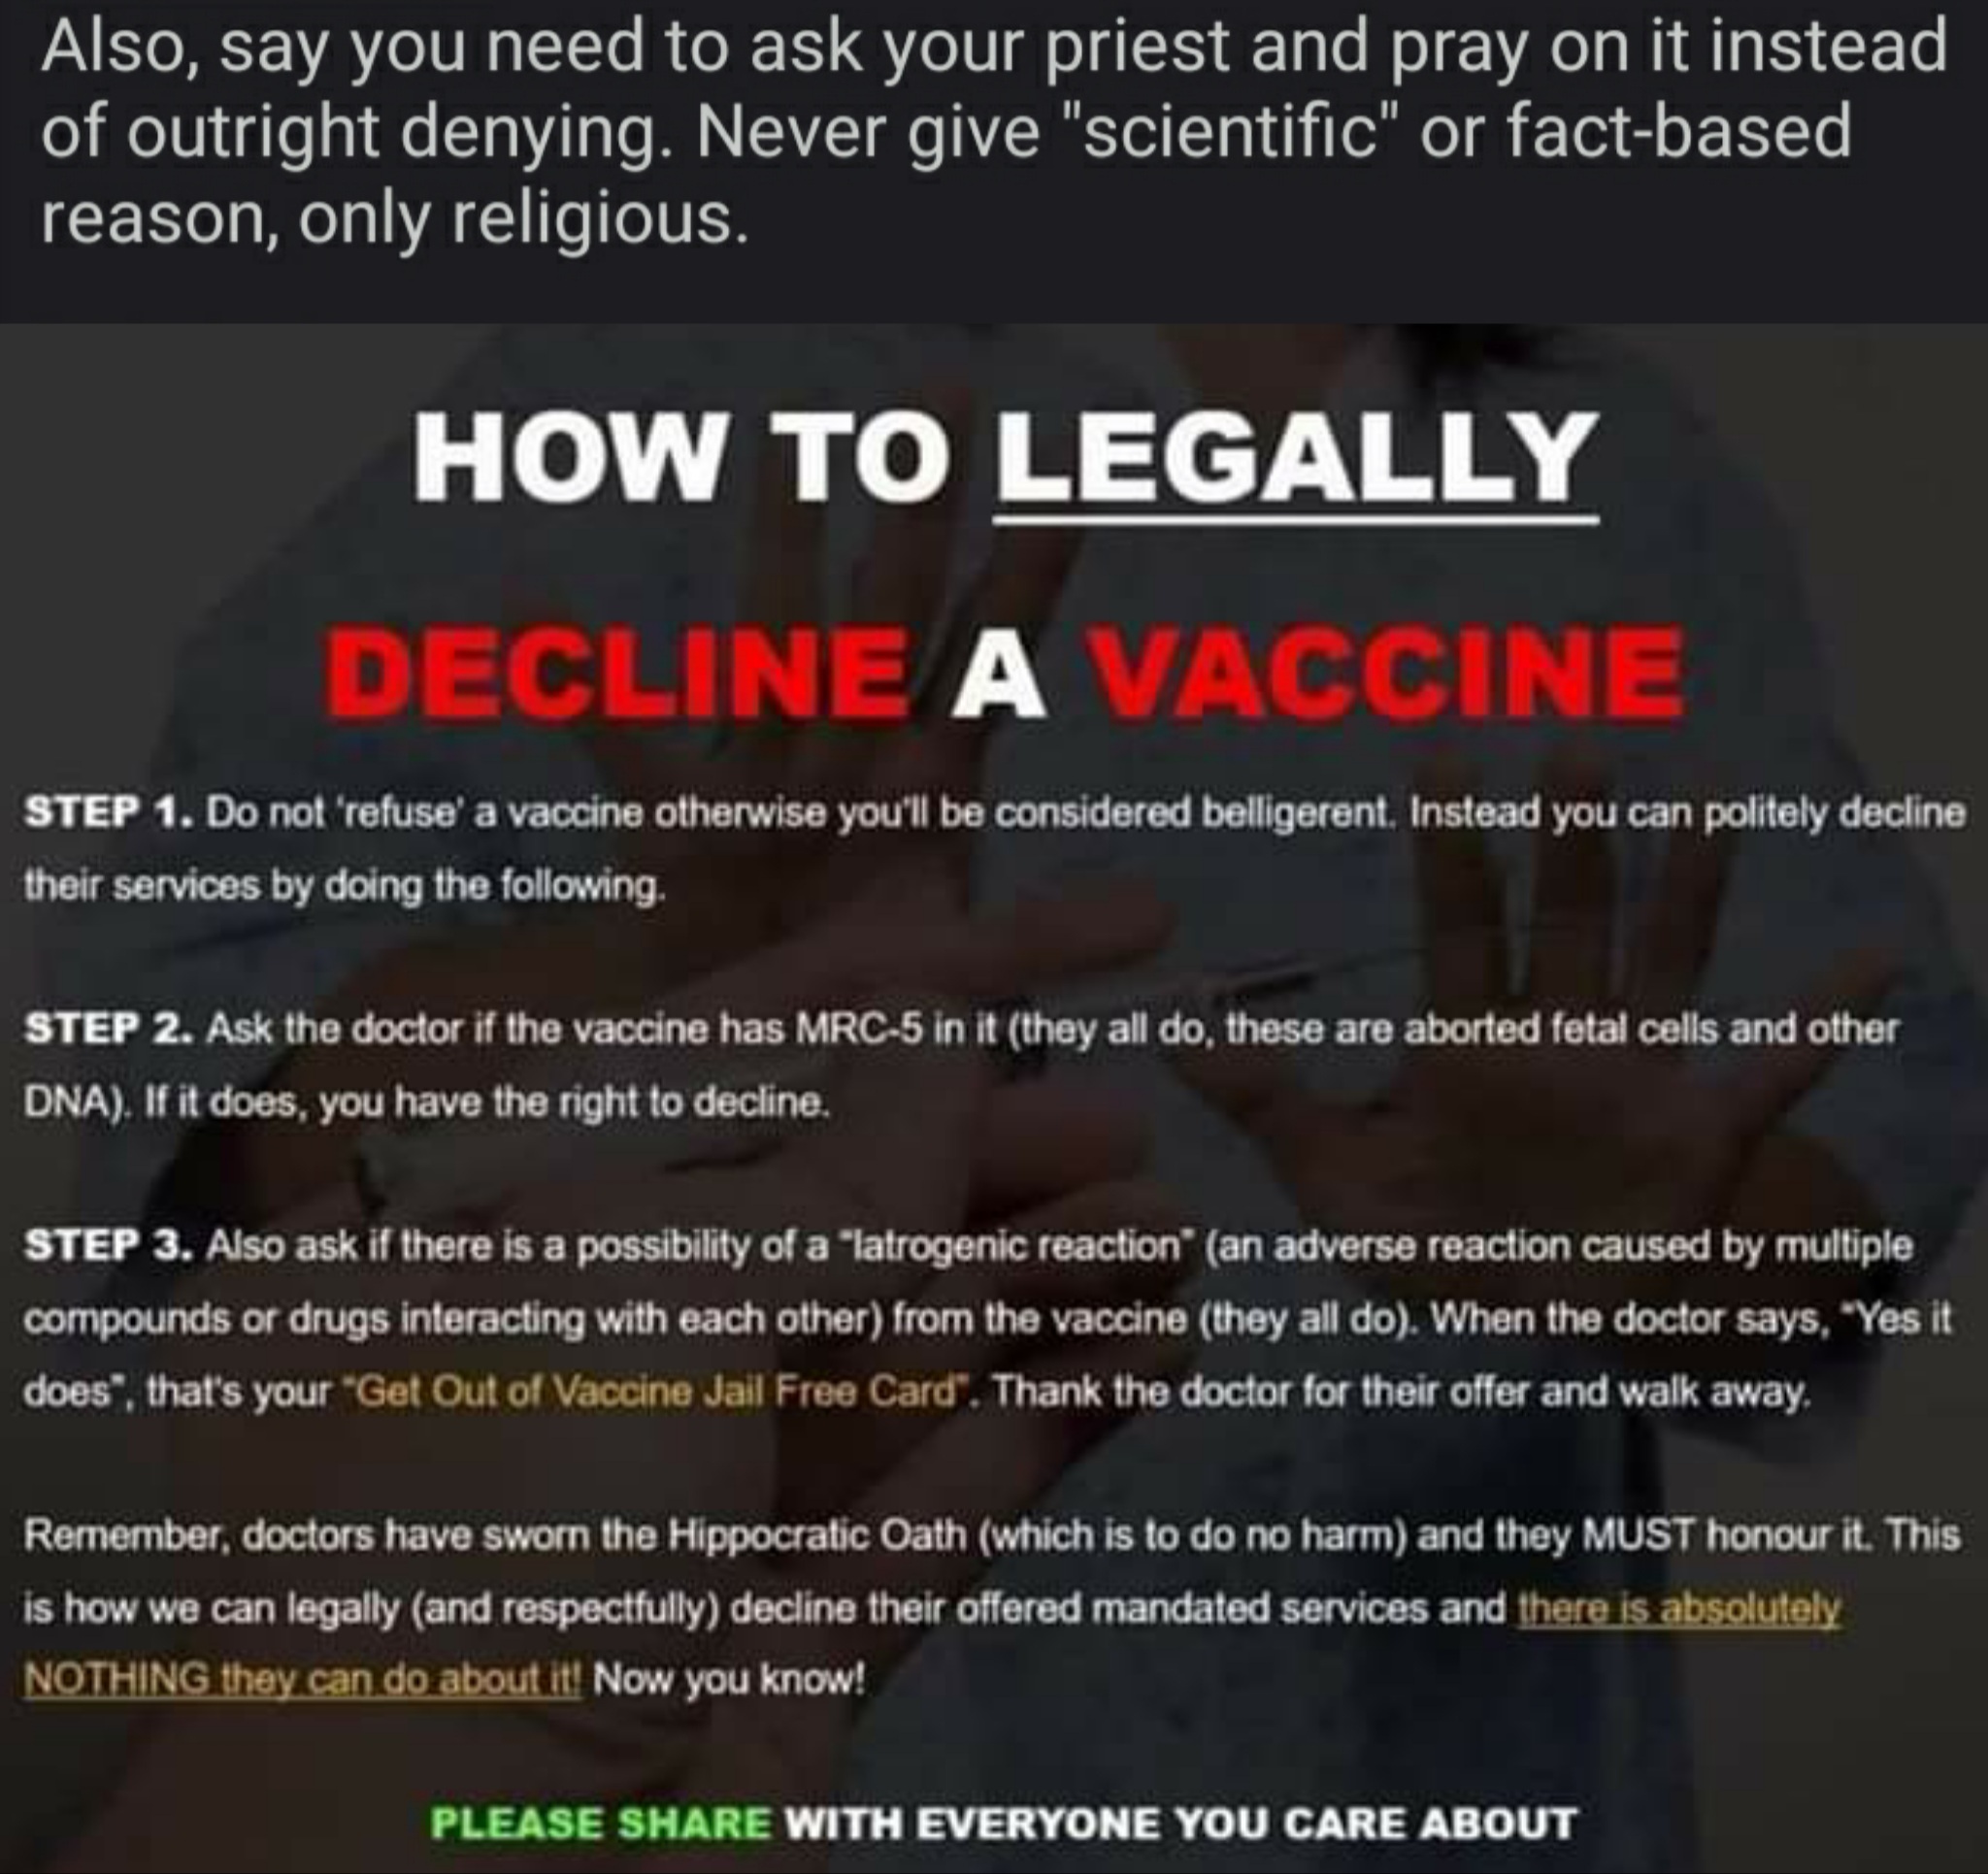 Also, say you need to ask your priest and pray on it instead
of outright denying. Never give "scientific" or fact-based
reason, only religious.
HOW TO LEGALLY
DECLINE A VACCINE
STEP 1. Do not 'refuse' a vaccine otherwise you'll be considered belligerent. Instead you can politely decline
their services by doing the following.
STEP 2. Ask the doctor if the vaccine has MRC-5 in it (they all do, these are aborted fetal cells and other
DNA). If it does, you have the right to decline.
STEP 3. Also ask if there is a possibility of a "Iatrogenic reaction" (an adverse reaction caused by multiple
compounds or drugs interacting with each other) from the vaccine (they all do). When the doctor says, "Yes it
does", that's your "Get Out of Vaccine Jail Free Card". Thank the doctor for their offer and walk away.
Remember, doctors have sworn the Hippocratic Oath (which is to do no harm) and they MUST honour it. This
is how we can legally (and respectfully) decline their offered mandated services and there is absolutely
NOTHING they can do about it! Now you know!
PLEASE SHARE WITH EVERYONE YOU CARE ABOUT